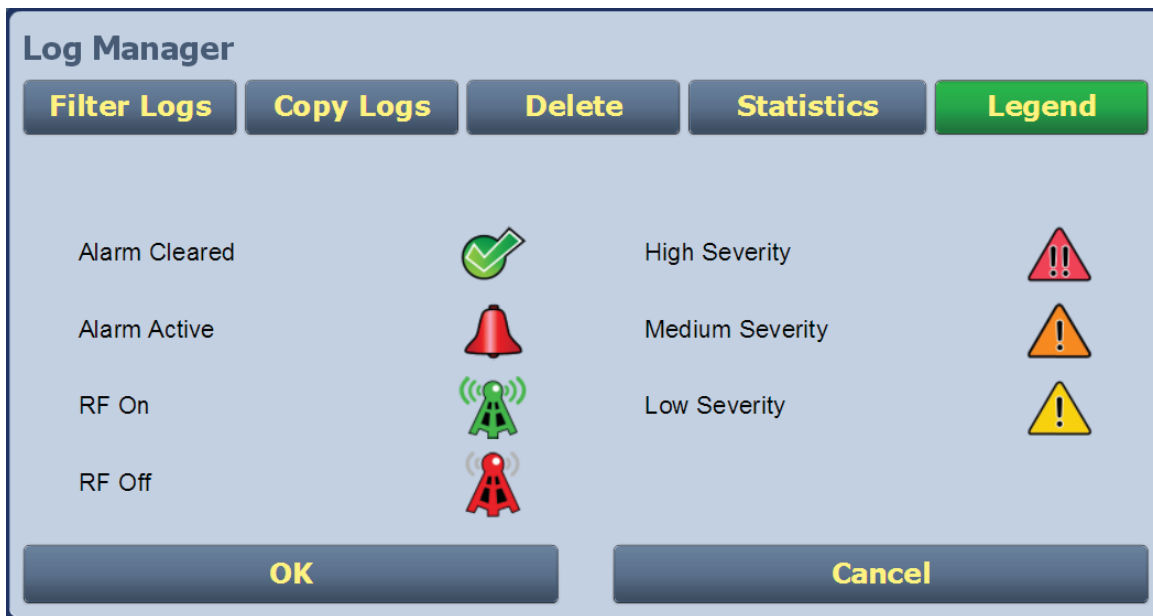 Log Manager
Filter Logs Copy Logs Delete Statistics Legend
Alarm Cleared High Severity
Alarm Active Medium Severity
RF On Low Severity
RF Off
OK Cancel